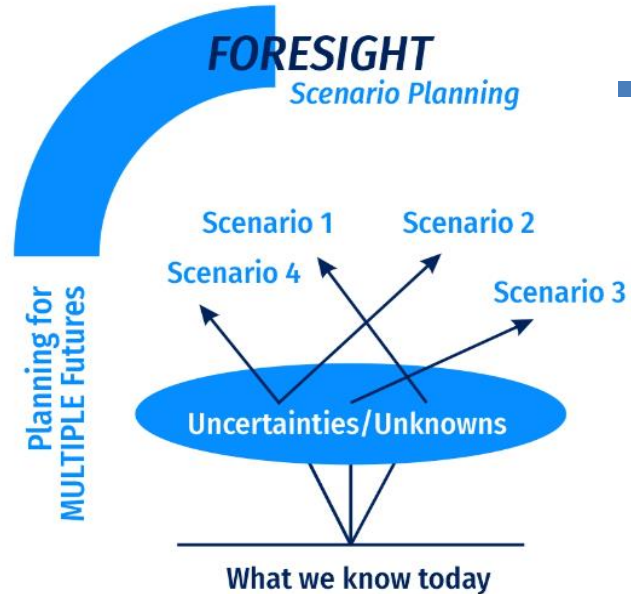 FORESIGHT
Scenario Planning
Scenario 1
Scenario 2
Scenario 4
Scenario 3
Planning for
MULTIPLE Futures
Uncertainties/Unknowns
What we know today